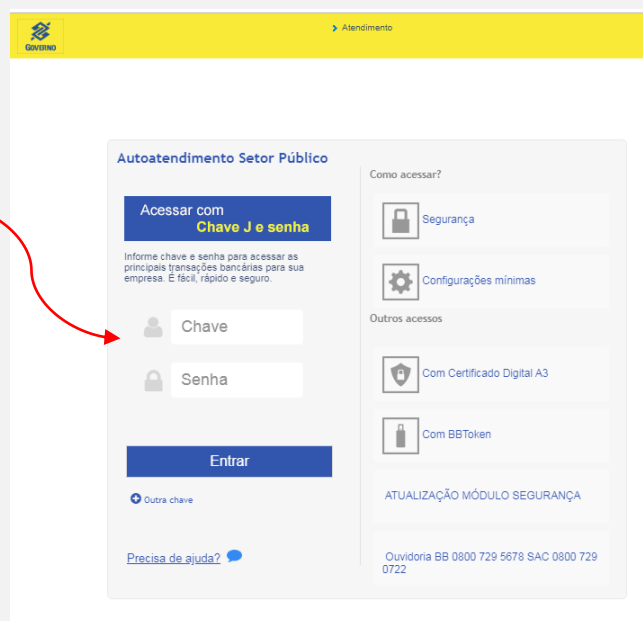 GOVERNO
Atendimento
Autoatendimento Setor Público
Acessar com
Chave J e senha
Informe chave e senha para acessar as
principais transações bancárias para sua
empresa. É fácil, rápido e seguro.
Chave
Senha
Entrar
Outra chave
Precisa de ajuda?
Como acessar?
Segurança
Configurações mínimas
Outros acessos
Com Certificado Digital A3
Com BBToken
ATUALIZAÇÃO MÓDULO SEGURANÇA
Ouvidoria BB 0800 729 5678 SAC 0800 729
0722